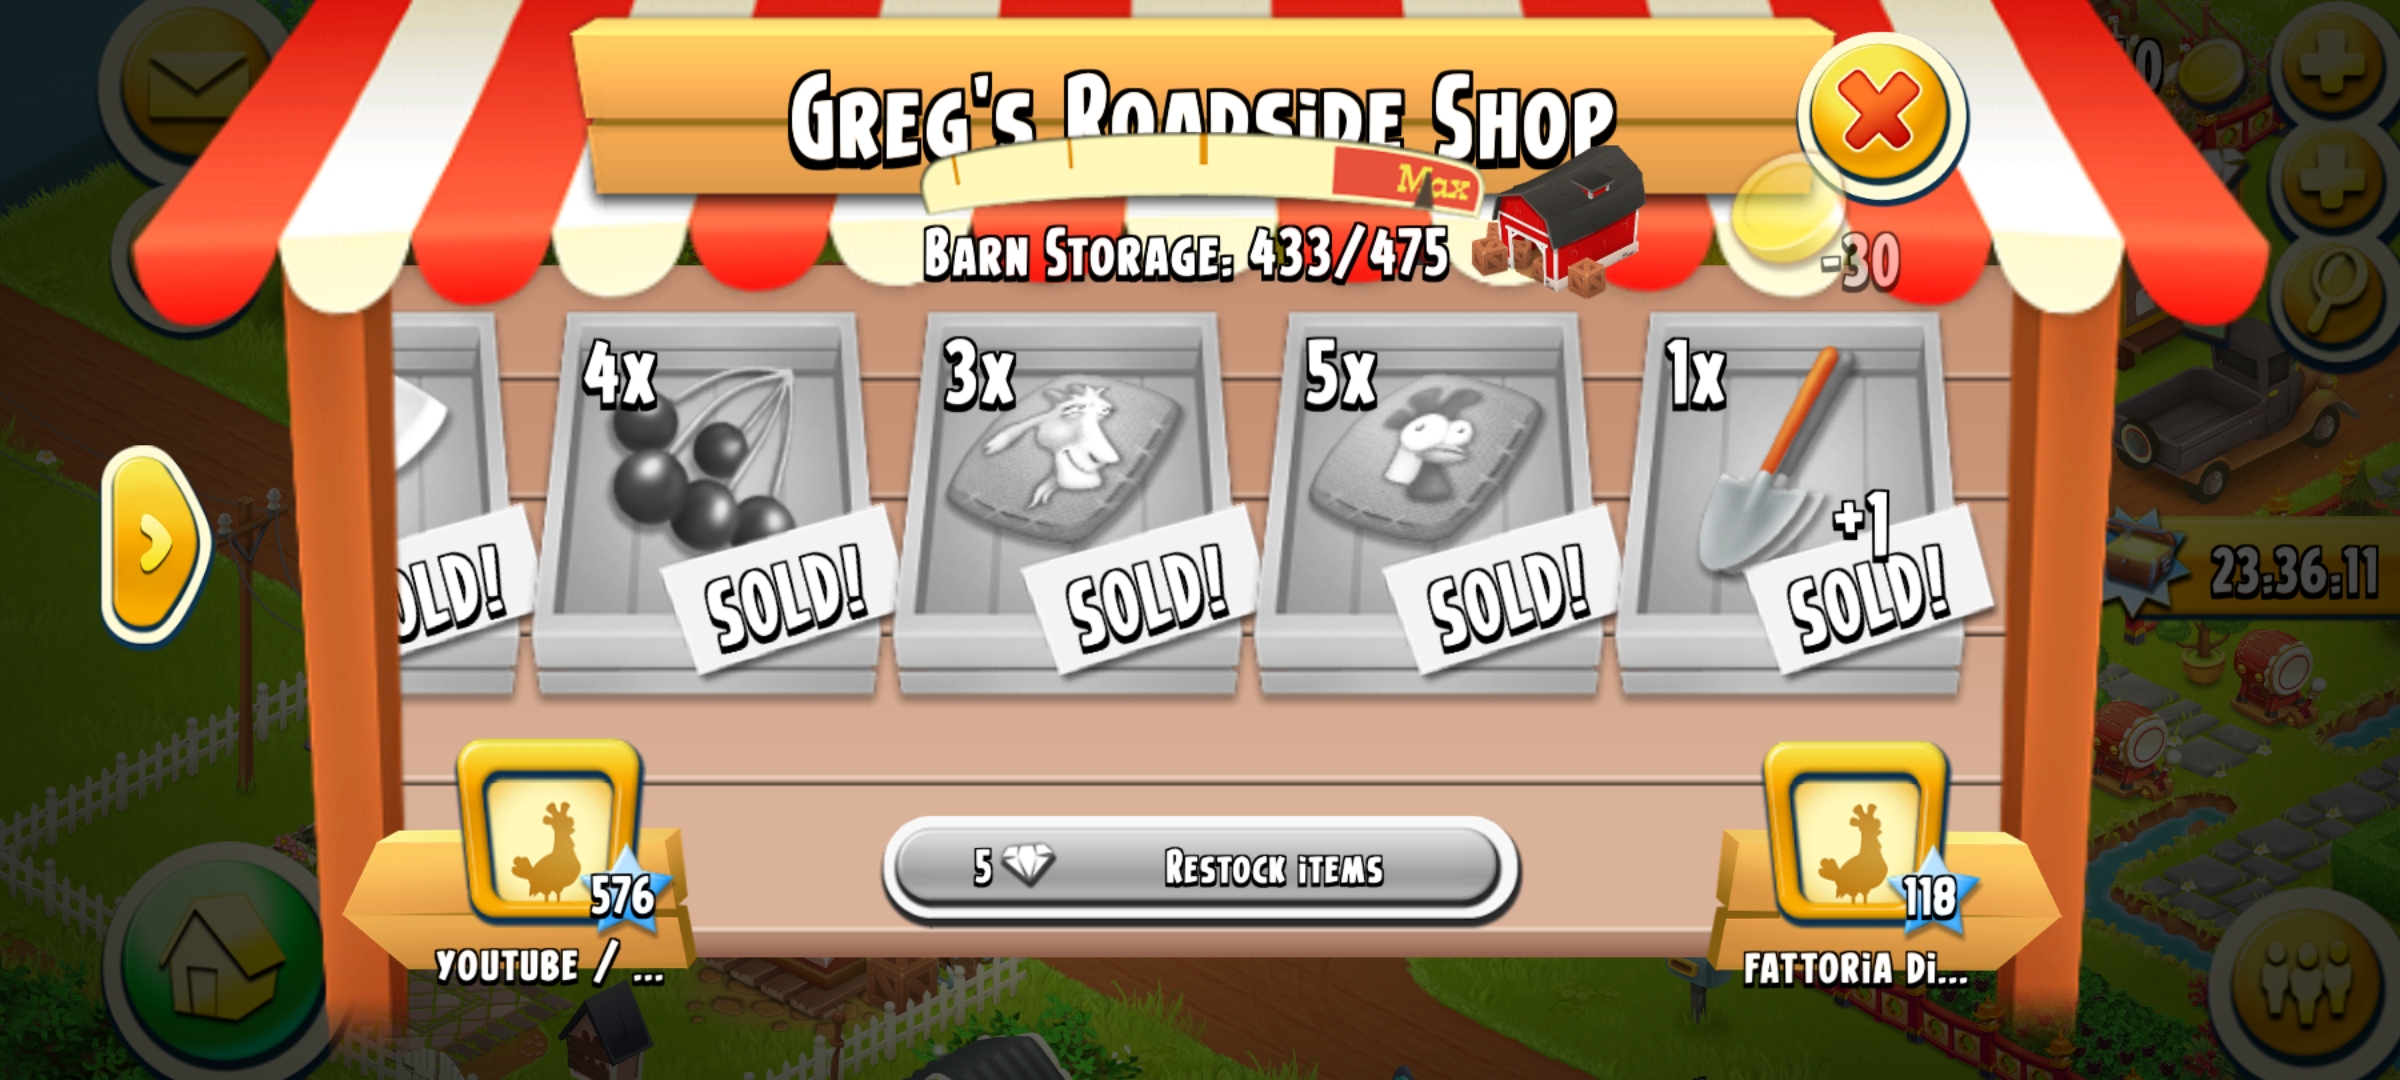 GREG'S ROADSIDE SHOP
Max
BARN STORAGE: 433/475
-30
4x
3x
5x
1x
+1
OLD!
SOLD!
SOLD!
SOLD!
SOLD!
23:36:11
576
5
RESTOCK ITEMS
118
YOUTUBE / ...
FATTORIA DI...